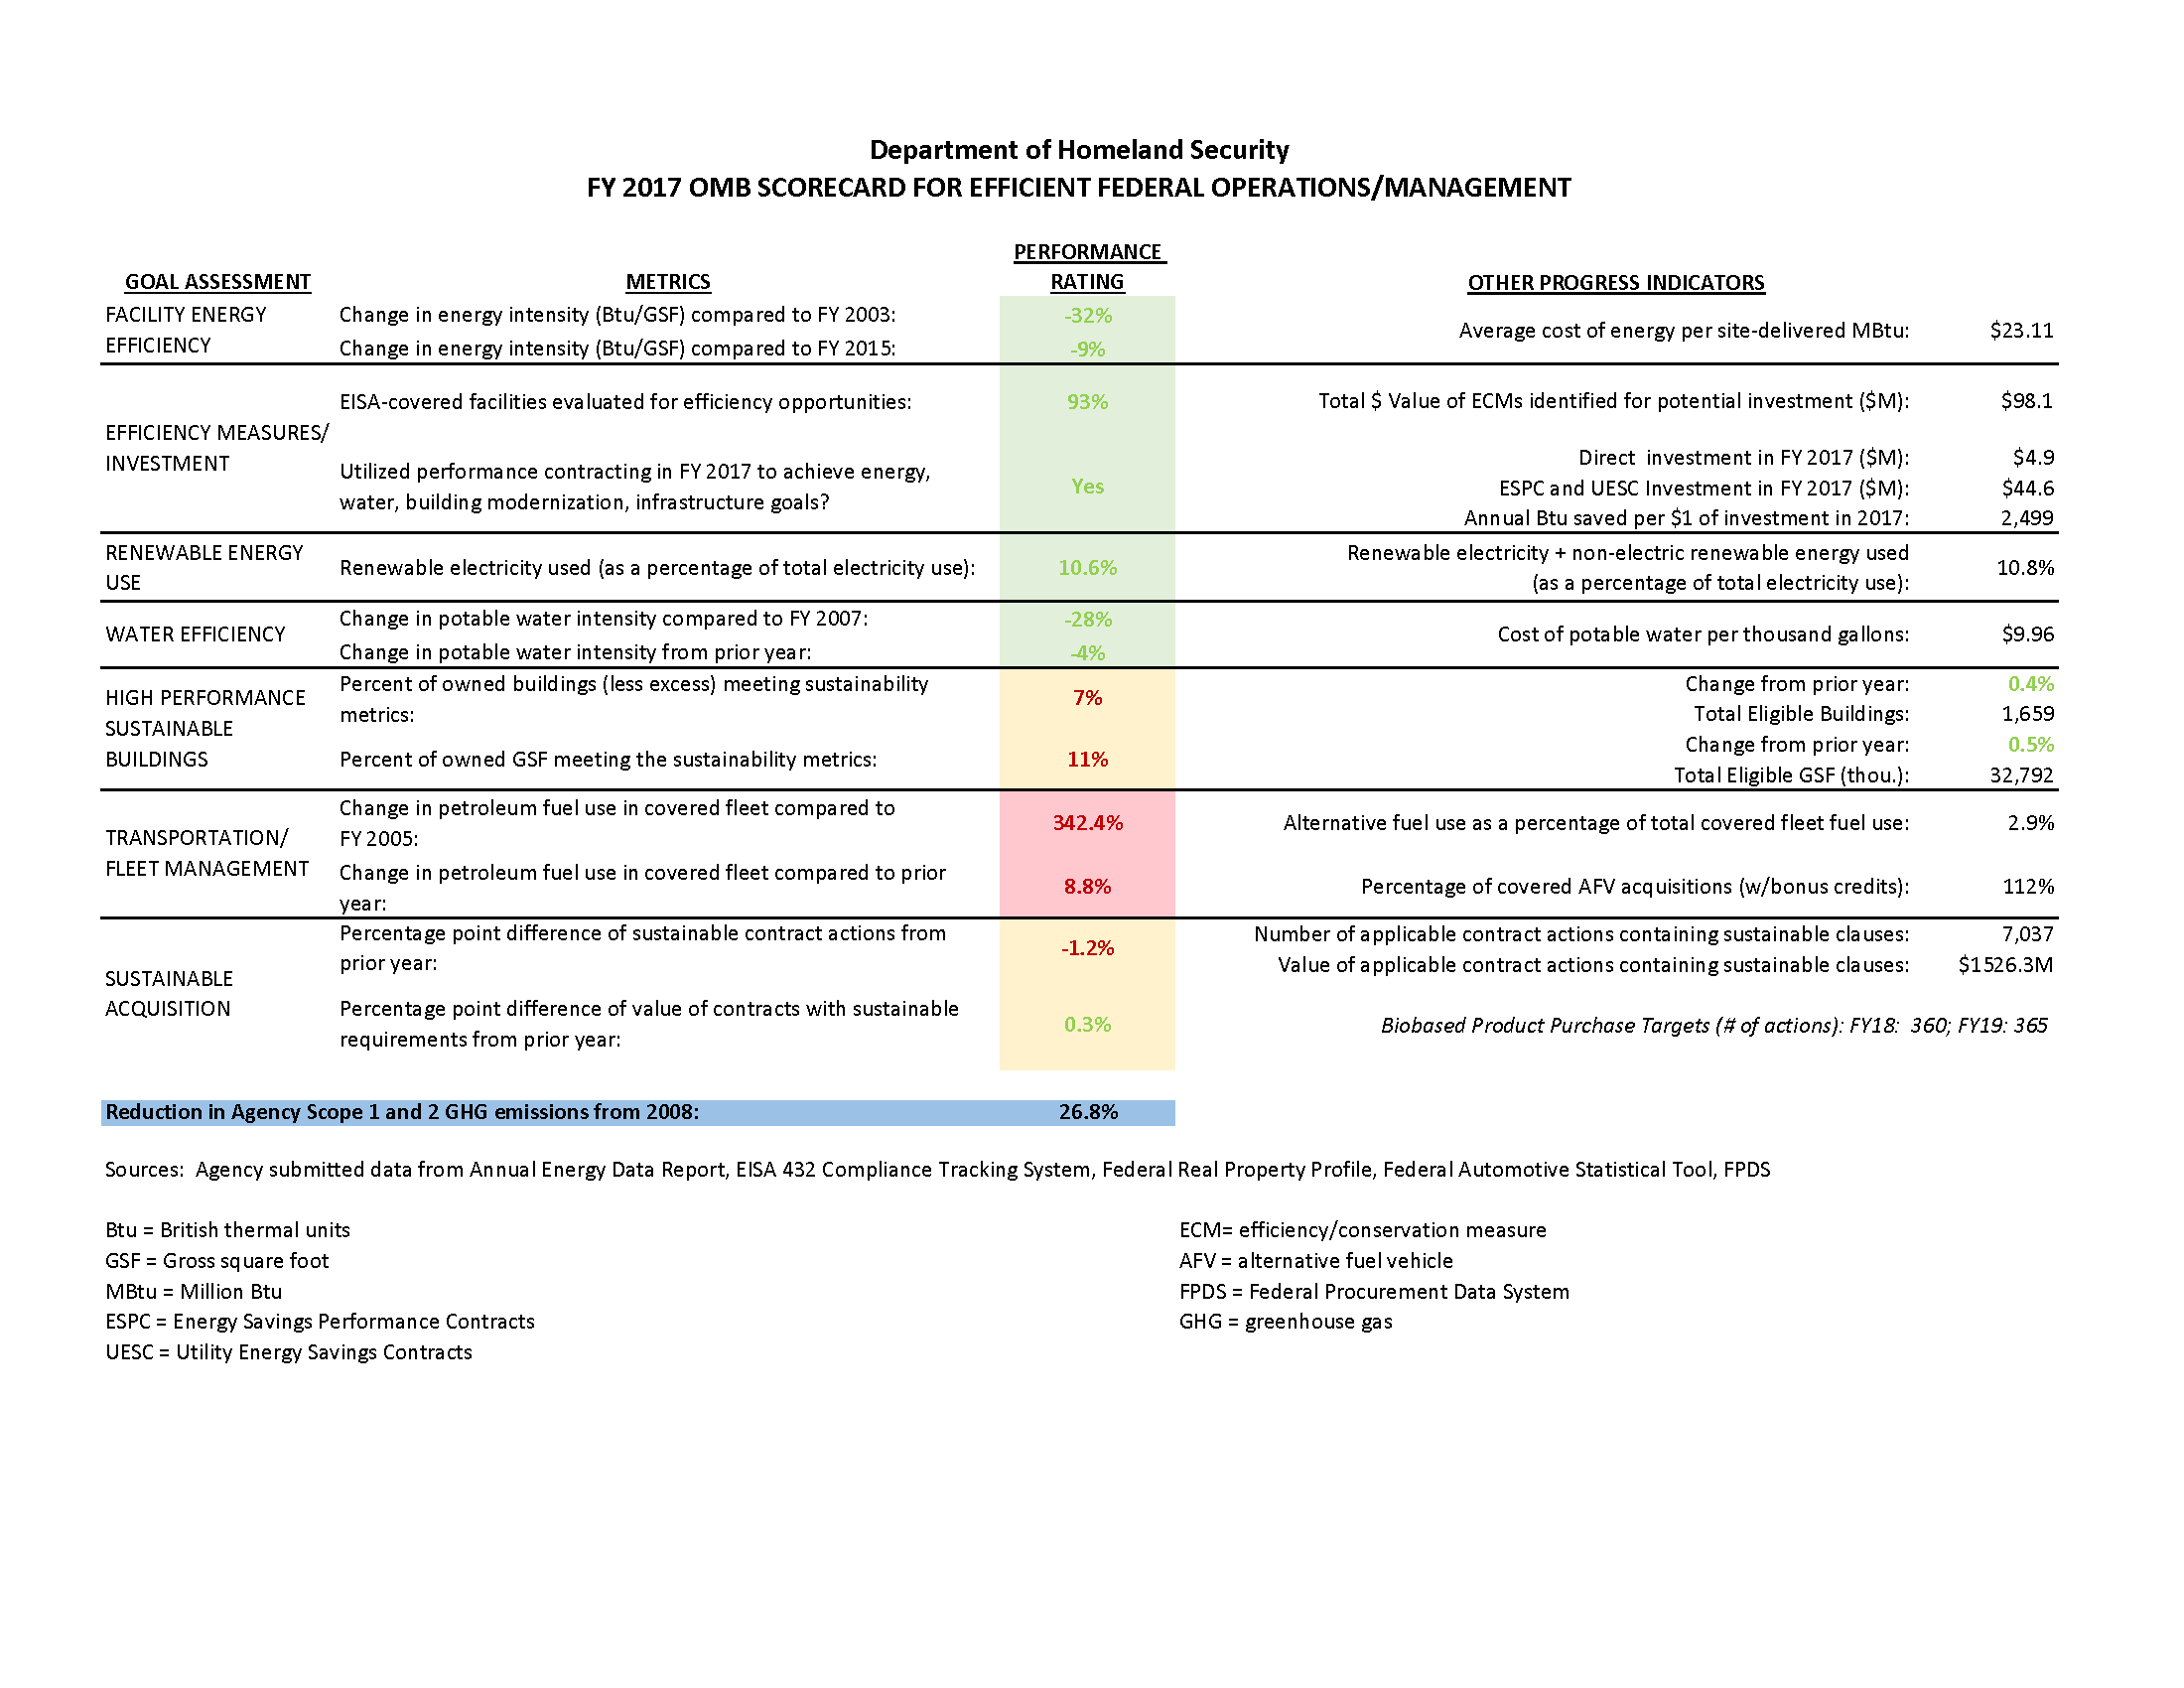 Department of Homeland Security
FY 2017 OMB SCORECARD FOR EFFICIENT FEDERAL OPERATIONS/MANAGEMENT
GOAL ASSESSMENT
METRICS
PERFORMANCE
RATING
OTHER PROGRESS INDICATORS
FACILITY ENERGY
EFFICIENCY
Change in energy intensity (Btu/GSF) compared to FY 2003:
-32%
Change in energy intensity (Btu/GSF) compared to FY 2015:
-9%
Average cost of energy per site-delivered MBtu:
$23.11
EFFICIENCY MEASURES/
INVESTMENT
EISA-covered facilities evaluated for efficiency opportunities:
93%
Total $ Value of ECMs identified for potential investment ($M):
$98.1
Utilized performance contracting in FY 2017 to achieve energy,
water, building modernization, infrastructure goals?
Yes
Direct  investment in FY 2017 ($M):
$4.9
ESPC and UESC Investment in FY 2017 ($M):
$44.6
Annual Btu saved per $1 of investment in 2017:
2,499
RENEWABLE ENERGY
USE
Renewable electricity used (as a percentage of total electricity use):
10.6%
Renewable electricity + non-electric renewable energy used
(as a percentage of total electricity use):
10.8%
WATER EFFICIENCY
Change in potable water intensity compared to FY 2007:
-28%
Change in potable water intensity from prior year:
-4%
Cost of potable water per thousand gallons:
$9.96
HIGH PERFORMANCE
SUSTAINABLE
BUILDINGS
Percent of owned buildings (less excess) meeting sustainability
metrics:
7%
Change from prior year:
0.4%
Total Eligible Buildings:
1,659
Percent of owned GSF meeting the sustainability metrics:
11%
Change from prior year:
0.5%
Total Eligible GSF (thou.):
32,792
TRANSPORTATION/
FLEET MANAGEMENT
Change in petroleum fuel use in covered fleet compared to
FY 2005:
342.4%
Alternative fuel use as a percentage of total covered fleet fuel use:
2.9%
Change in petroleum fuel use in covered fleet compared to prior
year:
8.8%
Percentage of covered AFV acquisitions (w/bonus credits):
112%
SUSTAINABLE
ACQUISITION
Percentage point difference of sustainable contract actions from
prior year:
-1.2%
Number of applicable contract actions containing sustainable clauses:
7,037
Value of applicable contract actions containing sustainable clauses:
$1526.3M
Percentage point difference of value of contracts with sustainable
requirements from prior year:
0.3%
Biobased Product Purchase Targets (# of actions): FY18:  360; FY19: 365
Reduction in Agency Scope 1 and 2 GHG emissions from 2008:
26.8%
Sources:  Agency submitted data from Annual Energy Data Report, EISA 432 Compliance Tracking System, Federal Real Property Profile, Federal Automotive Statistical Tool, FPDS
Btu = British thermal units
GSF = Gross square foot
MBtu = Million Btu
ESPC = Energy Savings Performance Contracts
UESC = Utility Energy Savings Contracts
ECM= efficiency/conservation measure
AFV = alternative fuel vehicle
FPDS = Federal Procurement Data System
GHG = greenhouse gas